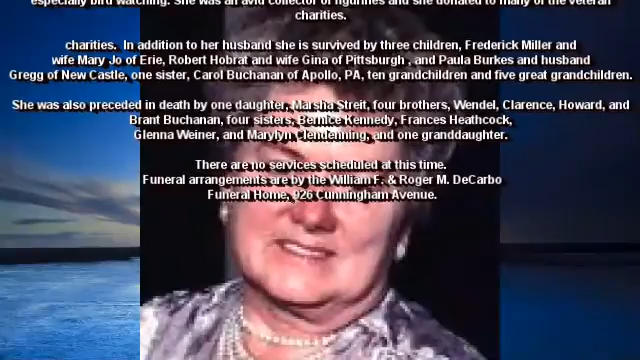 especially bird watching. She was an avid collector of figurines and she donated to many of the veteran
charities.
charities. In addition to her husband she is survived by three children, Frederick Miller and
wife Mary Jo of Erie, Robert Hobrat and wife Gina of Pittsburgh , and Paula Burkes and husband
Gregg of New Castle, one sister, Carol Buchanan of Apollo, PA, ten grandchildren and five great grandchildren.
She was also preceded in death by one daughter, Marsha Streit, four brothers, Wendel, Clarence, Howard, and
Brant Buchanan, four sisters, Bernice Kennedy, Frances Heathcock,
Glenna Weiner, and Marylyn Clendenning, and one granddaughter.
There are no services scheduled at this time.
Funeral arrangements are by the William F. & Roger M. DeCarbo
Funeral Home, 926 Cunningham Avenue.